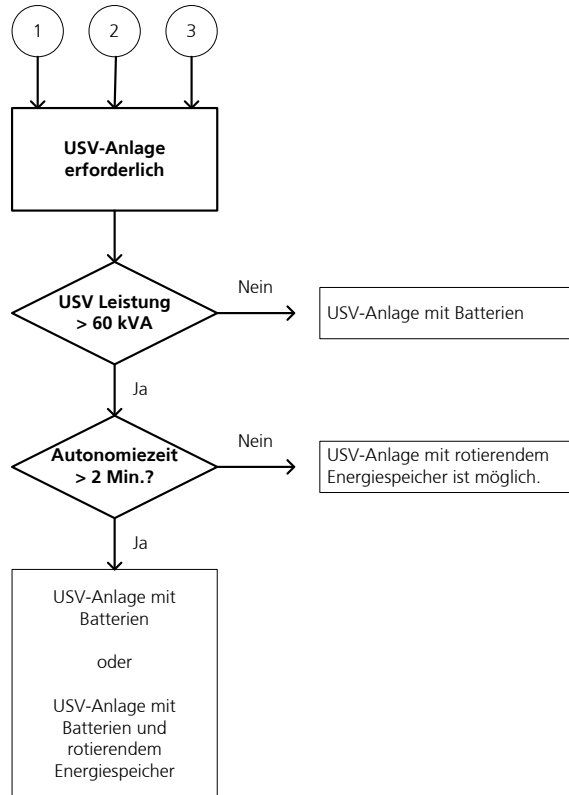 1
2
3
USV-Anlage
erforderlich
USV Leistung
> 60 kVA
Nein
USV-Anlage mit Batterien
Ja
Autonomiezeit
> 2 Min.?
Nein
USV-Anlage mit rotierendem
Energiespeicher ist möglich.
Ja
USV-Anlage mit
Batterien
oder
USV-Anlage mit
Batterien und
rotierendem
Energiespeicher